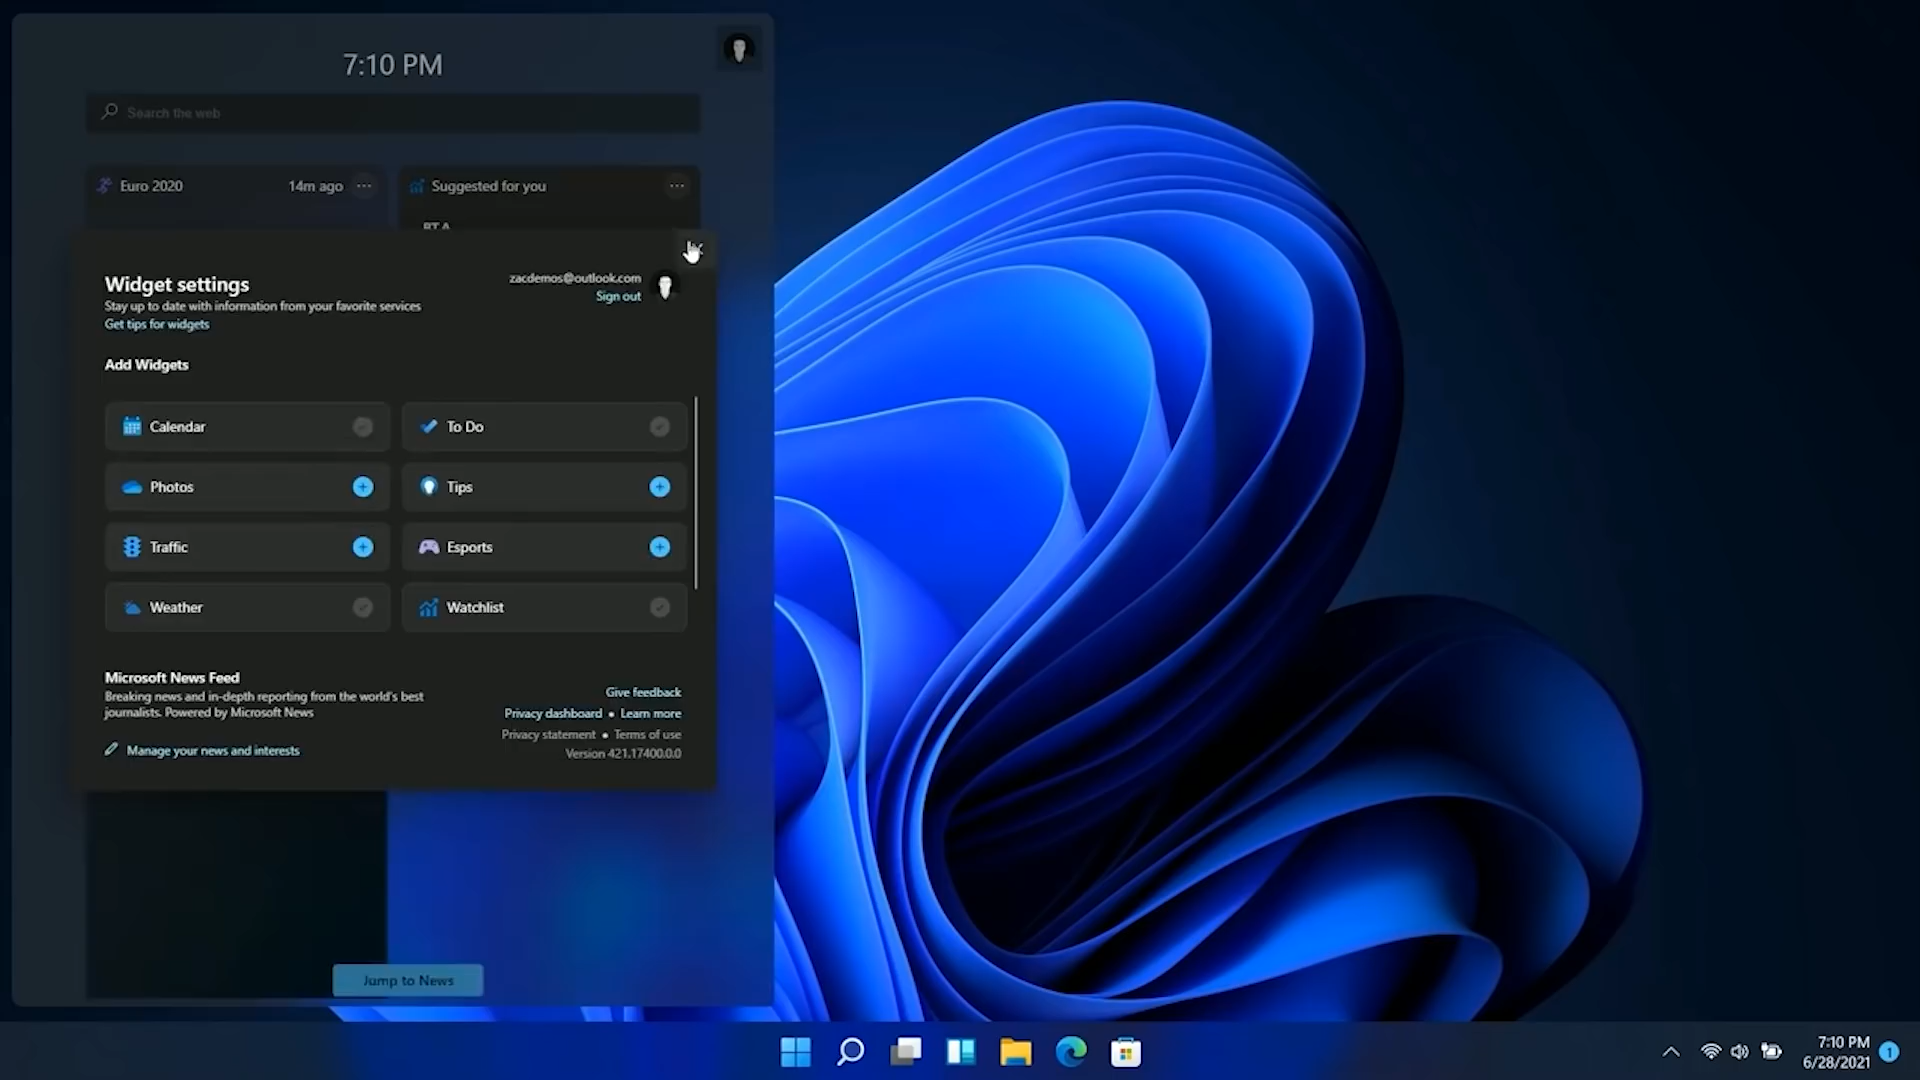 7:10 PM
Search the web
Euro 2020
14m ago
Suggested for you
Widget settings
zacdemos@outlook.com
Sign out
Stay up to date with information from your favorite services
Get tips for widgets
Add Widgets
Calendar
To Do
Photos
Tips
Traffic
Esports
Weather
Watchlist
Microsoft News Feed
Breaking news and in-depth reporting from the world's best
journalists. Powered by Microsoft News
Manage your news and interests
Give feedback
Privacy dashboard • Learn more
Privacy statement • Terms of use
Version 421.17400.0.0
Jump to News
7:10 PM
6/28/2021
1